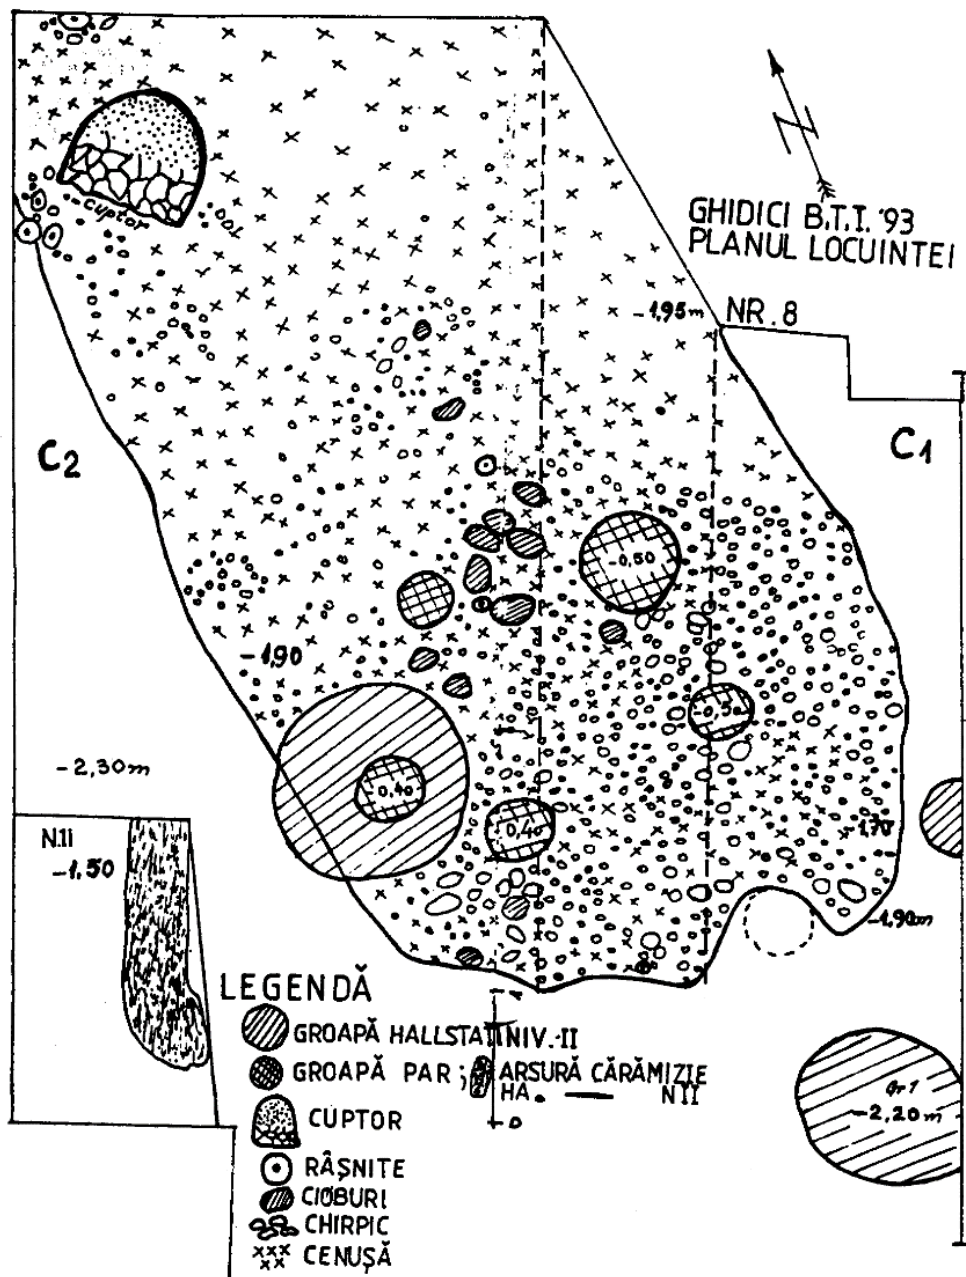 cuptor
GHIDICI B.T.I. '93
PLANUL LOCUINTEI
NR. 8
-1,95m
C2
C1
-0,50
-1,90
0,50
-2,30m
0,40
0,40
-1,70
N.II
-1,50
-1,90m
LEGENDĂ
GROAPĂ HALLSTATT NIV.-II
GROAPĂ PAR; ARSURĂ CĂRĂMIZIE
HA. — NII
CUPTOR
RÂȘNITE
CIOBURI
CHIRPIC
CENUȘĂ
Gr1
-2,20m